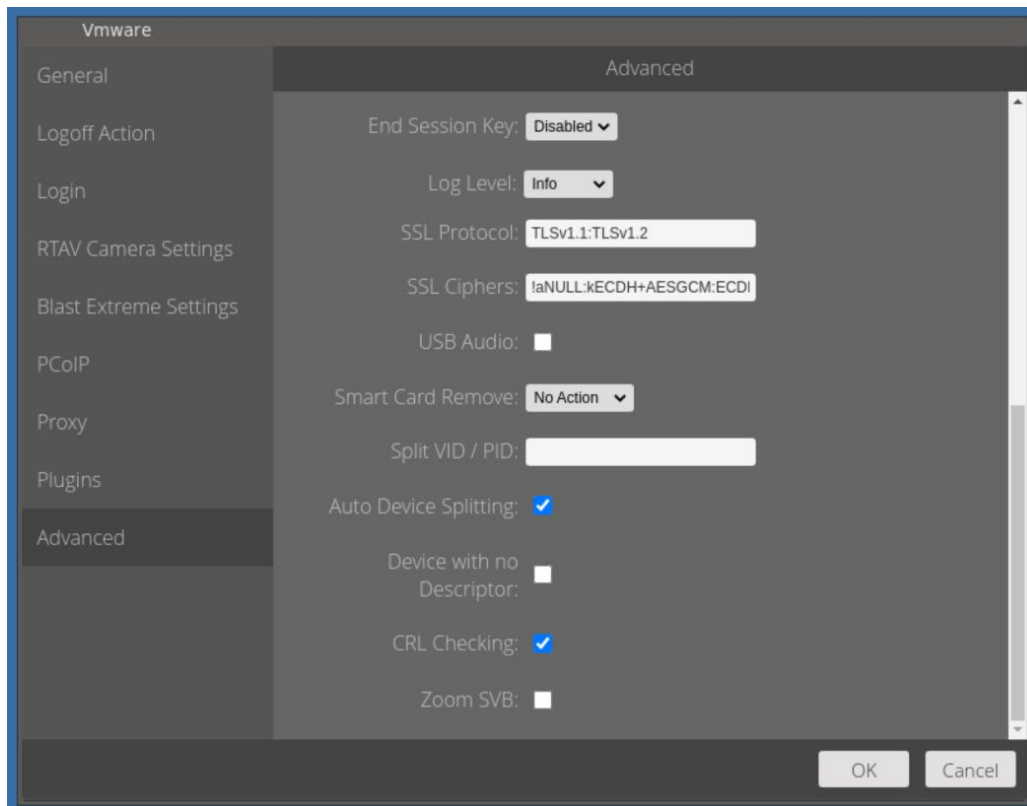 Vmware
General
Logoff Action
Login
RTAV Camera Settings
Blast Extreme Settings
PCoIP
Proxy
Plugins
Advanced
Advanced
End Session Key: Disabled
Log Level: Info
SSL Protocol: TLSv1.1:TLSv1.2
SSL Ciphers: !aNULL:kECDH+AESGCM:ECD
USB Audio:
Smart Card Remove: No Action
Split VID / PID:
Auto Device Splitting:
Device with no
Descriptor:
CRL Checking:
Zoom SVB:
OK Cancel